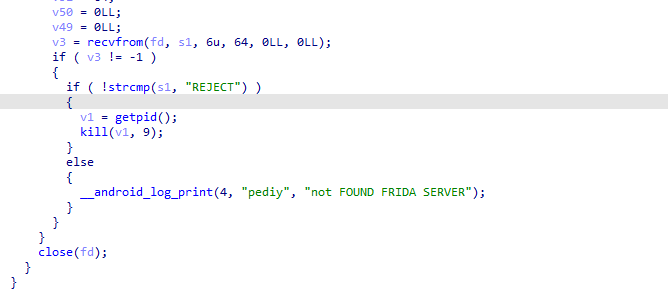 v50 = 0LL;
v49 = 0LL;
v3 = recvfrom(fd, s1, 6u, 64, 0LL, 0LL);
if ( v3 != -1 )
{
if ( !strcmp(s1, "REJECT") )
{
v1 = getpid();
kill(v1, 9);
}
else
{
__android_log_print(4, "pediy", "not FOUND FRIDA SERVER");
}
}
}
close(fd);
}
}